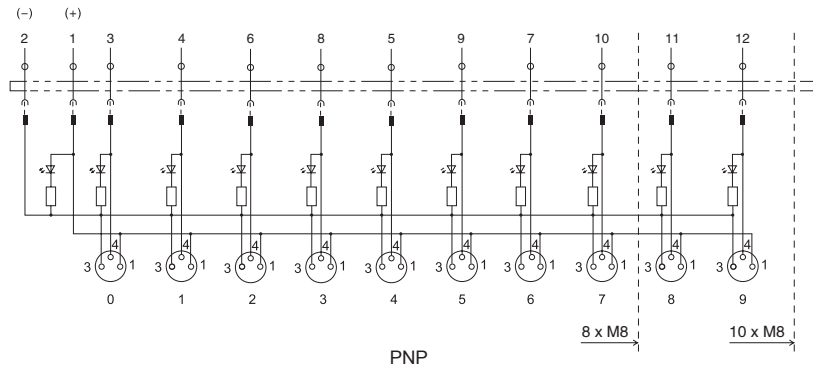 (–) (+)
2 1 3 4 6 8 5 9 7 10 11 12
4 4 4 4 4 4 4 4 4 4
3 1 3 1 3 1 3 1 3 1 3 1 3 1 3 1 3 1 3 1
0 1 2 3 4 5 6 7 8 9
8 x M8 10 x M8
PNP